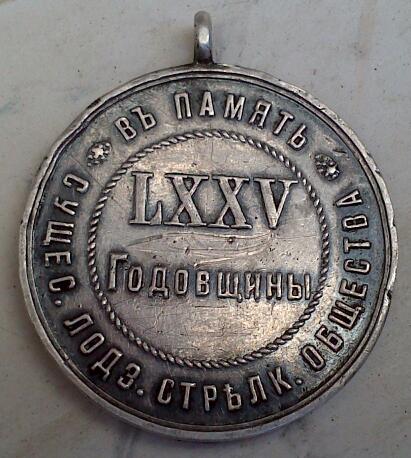 ВЪ ПАМЯТЬ
LXXV
ГОДОВЩИНЫ
СУЩЕС. ЛОДЗ. СТРѢЛК. ОБЩЕСТВА